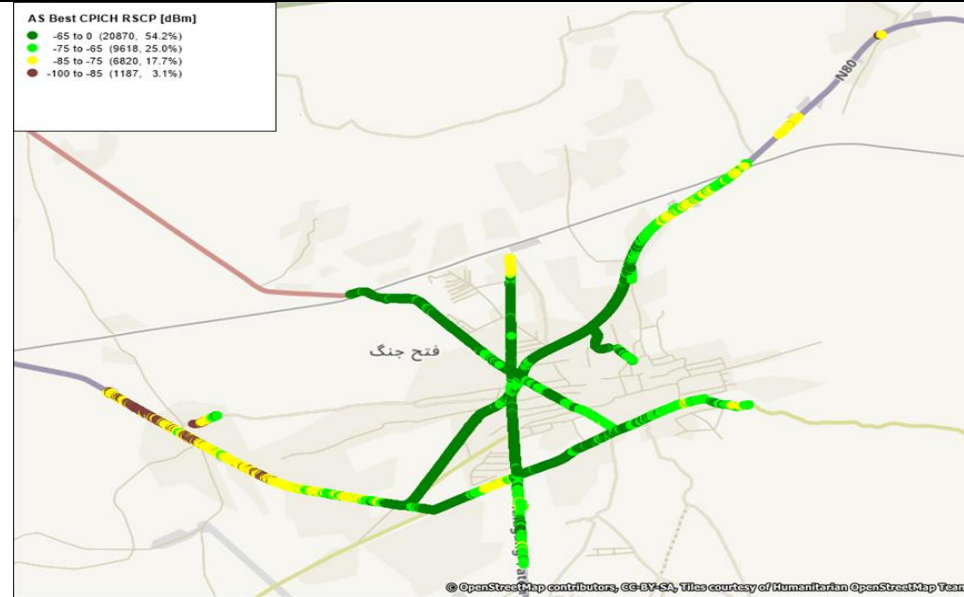 AS Best CPICH RSCP [dBm]
-65 to 0 (20870, 54.2%)
-75 to -65 (9618, 25.0%)
-85 to -75 (6820, 17.7%)
-100 to -85 (1187, 3.1%)
N80
فتح جنگ
© OpenStreetMap contributors, CC-BY-SA, Tiles courtesy of Humanitarian OpenStreetMap Team